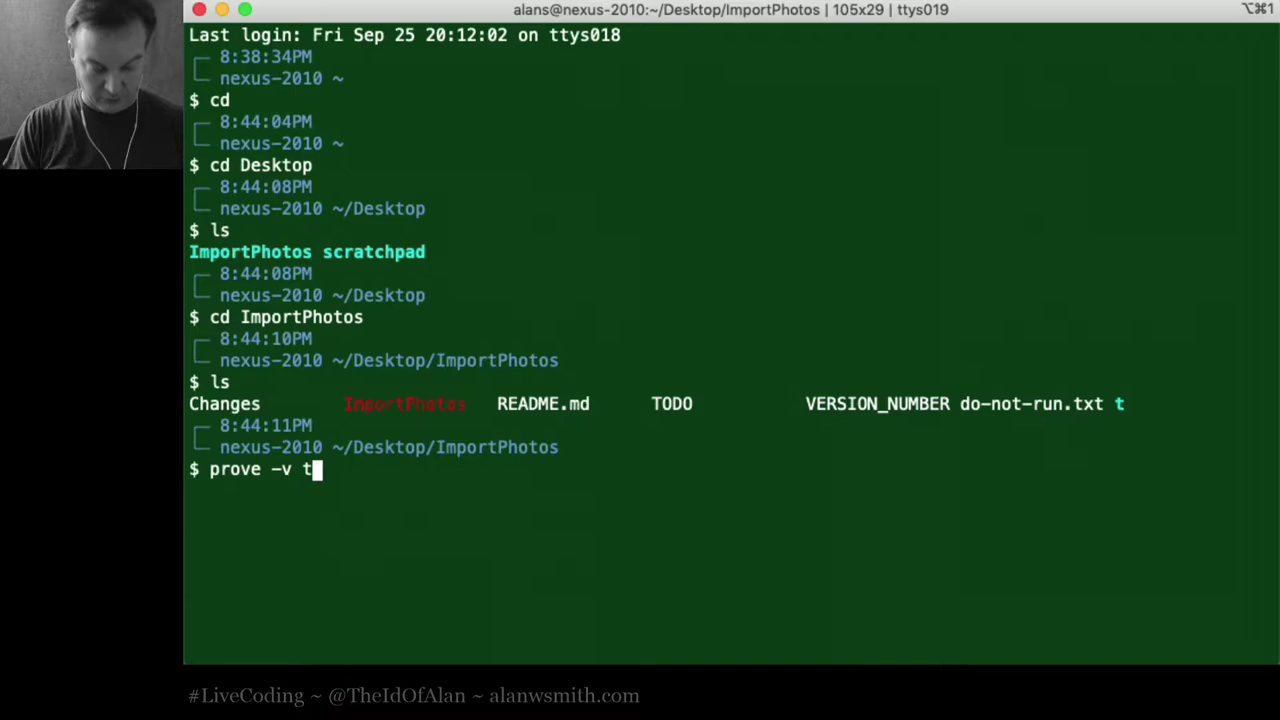 alans@nexus-2010:~/Desktop/ImportPhotos | 105x29 | ttys019
⌥⌘1
Last login: Fri Sep 25 20:12:02 on ttys018
8:38:34PM
nexus-2010 ~
$ cd
8:44:04PM
nexus-2010 ~
$ cd Desktop
8:44:08PM
nexus-2010 ~/Desktop
$ ls
ImportPhotos scratchpad
8:44:08PM
nexus-2010 ~/Desktop
$ cd ImportPhotos
8:44:10PM
nexus-2010 ~/Desktop/ImportPhotos
$ ls
Changes ImportPhotos README.md TODO VERSION_NUMBER do-not-run.txt t
8:44:11PM
nexus-2010 ~/Desktop/ImportPhotos
$ prove -v t
#LiveCoding ~ @TheIdOfAlan ~ alanwsmith.com